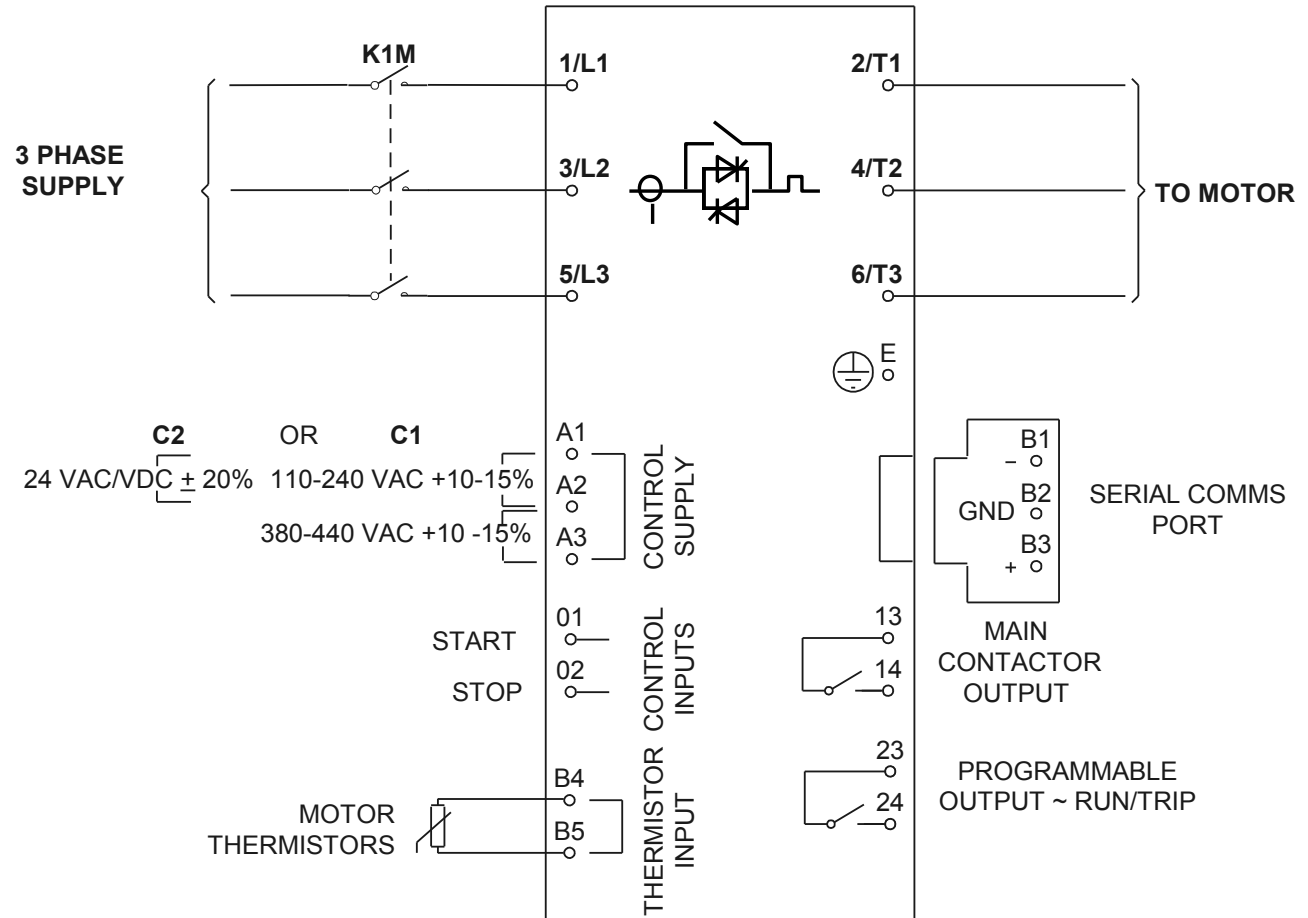 K1M
1/L1
2/T1
3 PHASE
SUPPLY
3/L2
4/T2
TO MOTOR
5/L3
6/T3
E
C2 OR C1
24 VAC/VDC ± 20% 110-240 VAC +10-15%
380-440 VAC +10 -15%
A1
A2
A3
CONTROL
SUPPLY
B1
−
GND B2
B3
+
SERIAL COMMS
PORT
START
01
STOP
02
CONTROL
INPUTS
13
14
MAIN
CONTACTOR
OUTPUT
MOTOR
THERMISTORS
B4
B5
THERMISTOR
INPUT
23
24
PROGRAMMABLE
OUTPUT ~ RUN/TRIP